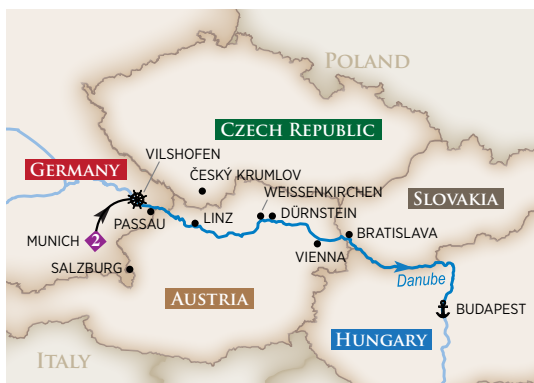 POLAND
CZECH REPUBLIC
GERMANY
VILSHOFEN
ČESKÝ KRUMLOV
WEISSENKIRCHEN
SLOVAKIA
PASSAU
LINZ
DÜRNSTEIN
BRATISLAVA
MUNICH 2
VIENNA
SALZBURG
Danube
AUSTRIA
BUDAPEST
HUNGARY
ITALY